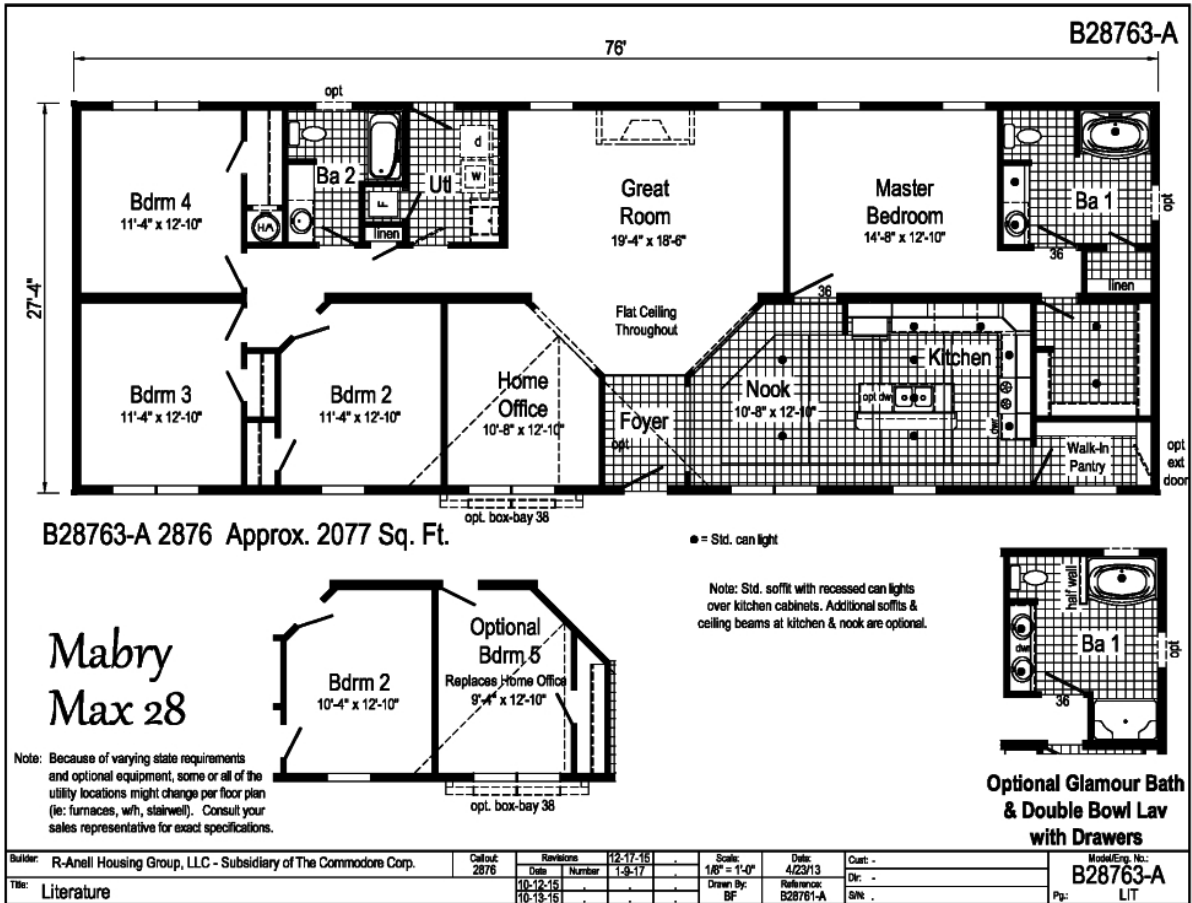 B28763-A
76'
27'-4"
opt
Bdrm 4
11'-4" x 12'-10"
H/W
Ba 2
F
linen
Utl
d
w
Great
Room
19'-4" x 18'-6"
Master
Bedroom
14'-8" x 12'-10"
Ba 1
opt
36
linen
36
Flat Ceiling
Throughout
Bdrm 3
11'-4" x 12'-10"
Bdrm 2
11'-4" x 12'-10"
Home
Office
10'-8" x 12'-10"
Foyer
opt
Nook
10'-8" x 12'-10"
Kitchen
opt dw
dwr
Walk-In
Pantry
opt
ext
door
opt. box-bay 38
B28763-A 2876 Approx. 2077 Sq. Ft.
● = Std. can light
Note: Std. soffit with recessed can lights
over kitchen cabinets. Additional soffits &
ceiling beams at kitchen & nook are optional.
Mabry
Max 28
Bdrm 2
10'-4" x 12'-10"
Optional
Bdrm 5
Replaces Home Office
9'-4" x 12'-10"
opt. box-bay 38
half wall
Ba 1
dwr
opt
36
Optional Glamour Bath
& Double Bowl Lav
with Drawers
Note: Because of varying state requirements
and optional equipment, some or all of the
utility locations might change per floor plan
(ie: furnaces, w/h, stairwell). Consult your
sales representative for exact specifications.
Builder: R-Anell Housing Group, LLC - Subsidiary of The Commodore Corp.
Title: Literature
Callout: 2876
Revisions 12-17-15 .
Date Number 1-9-17 .
10-12-15 . . .
10-13-15 . . .
Scale: 1/8" = 1'-0"
Date: 4/23/13
Drawn By: BF
Reference: B28761-A
Cust: -
Dlr: -
S/N: .
Model/Eng. No.:
B28763-A
Pg.: LIT